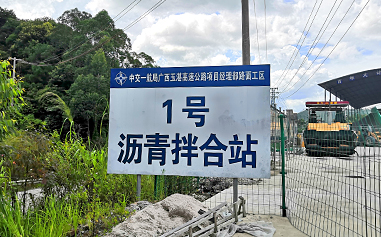 中交一航局广西玉湛高速公路项目经理部路面工区
1号
沥青拌合站